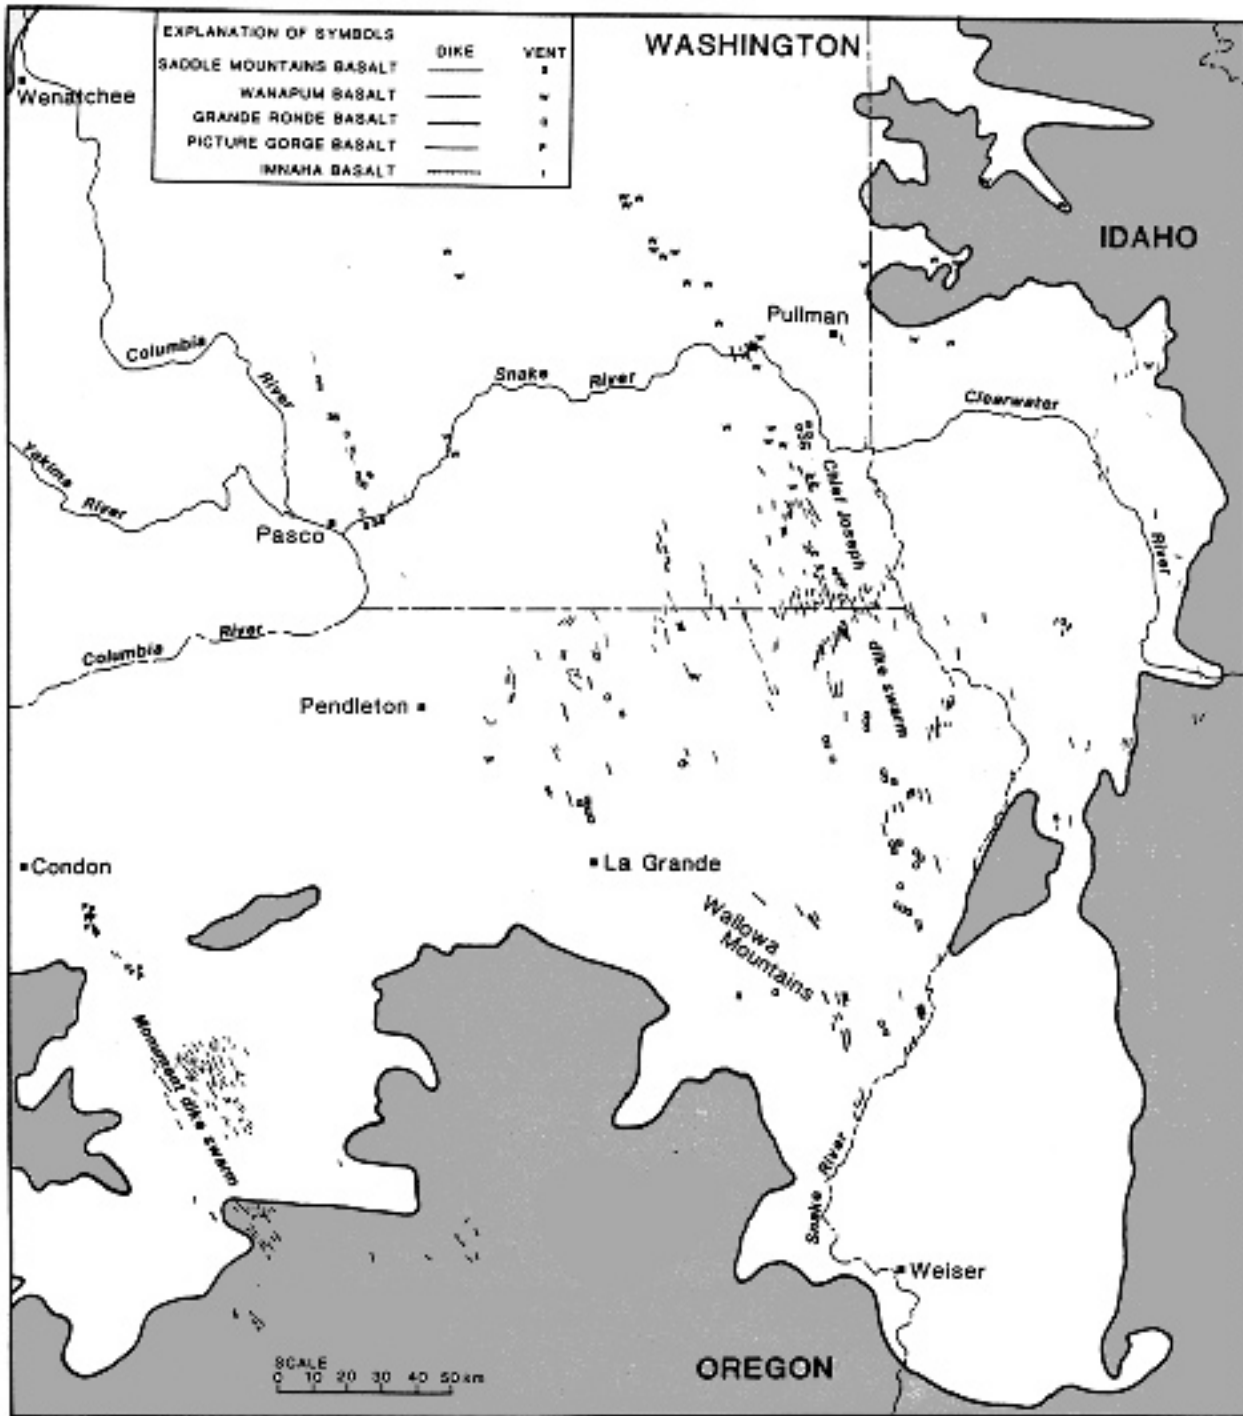 EXPLANATION OF SYMBOLS
DIKE VENT
SADDLE MOUNTAINS BASALT
WANAPUM BASALT W
GRANDE RONDE BASALT G
PICTURE GORGE BASALT P
IMNAHA BASALT I
WASHINGTON
Wenatchee
IDAHO
Pullman
Columbia
River
Snake River
Clearwater
River
Yakima
River
Pasco
Chief Joseph
dike swarm
Columbia River
Pendleton
Condon
La Grande
Wallowa
Mountains
Monument dike swarm
Snake River
Weiser
OREGON
SCALE
0 10 20 30 40 50 km